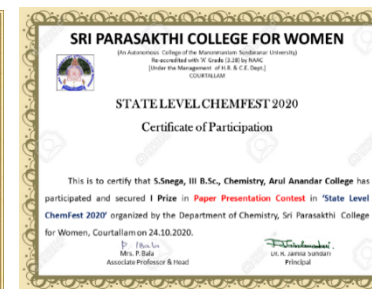 SRI PARASAKTHI COLLEGE FOR WOMEN
(An Autonomous College of the Manonmaniam Sundaranar University)
Re-accredited with 'A' Grade (3.28) by NAAC
(Under the Management of H.R. & C.E. Dept.)
COURTALLAM
STATE LEVEL CHEMFEST 2020
Certificate of Participation
This is to certify that S.Snega, III B.Sc., Chemistry, Arul Anandar College has
participated and secured I Prize in Paper Presentation Contest in 'State Level
ChemFest 2020' organized by the Department of Chemistry, Sri Parasakthi College
for Women, Courtallam on 24.10.2020.
P. Bala
Mrs. P. Bala
Dr. R. Jamila Sundari
Associate Professor & Head
Principal